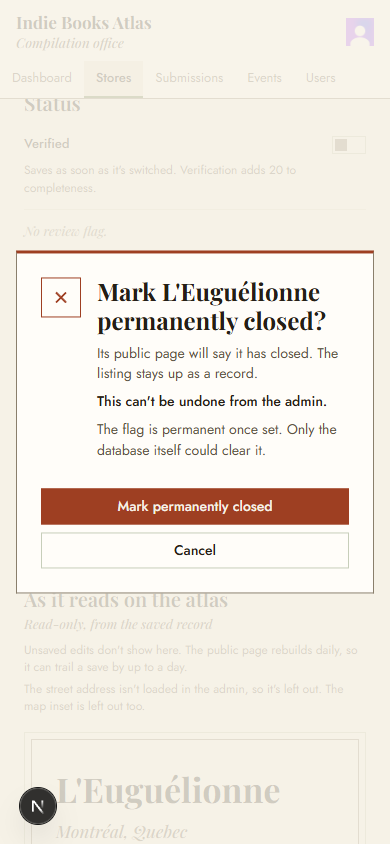 Indie Books Atlas
Compilation office
Dashboard Stores Submissions Events Users
Status
Verified
Saves as soon as it's switched. Verification adds 20 to
completeness.
No review flag.
Mark L'Euguélionne
permanently closed?
Its public page will say it has closed. The
listing stays up as a record.
This can't be undone from the admin.
The flag is permanent once set. Only the
database itself could clear it.
Mark permanently closed
Cancel
As it reads on the atlas
Read-only, from the saved record
Unsaved edits don't show here. The public page rebuilds daily, so
it can trail a save by up to a day.
The street address isn't loaded in the admin, so it's left out. The
map inset is left out too.
L'Euguélionne
N
Montréal, Quebec